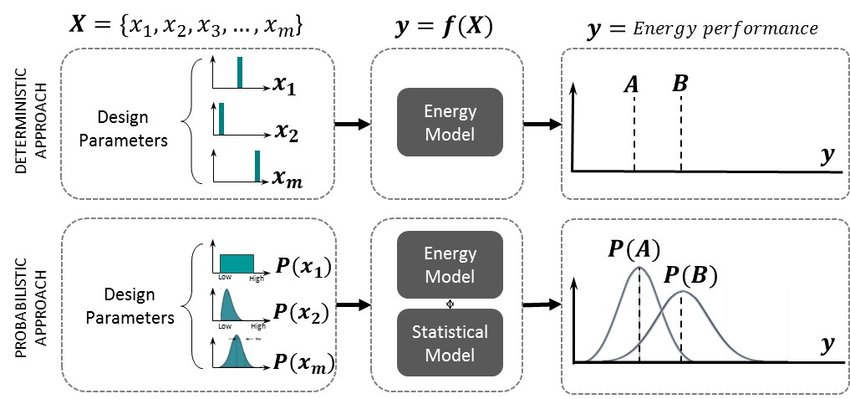 X = {x₁, x₂, x₃, ..., xₘ}
y = f(X)
y = Energy performance
DETERMINISTIC
APPROACH
Design
Parameters
x₁
x₂
xₘ
Energy
Model
A
B
y
PROBABILISTIC
APPROACH
Design
Parameters
Low
High
P(x₁)
Low
High
P(x₂)
P(xₘ)
Energy
Model
Statistical
Model
P(A)
P(B)
y